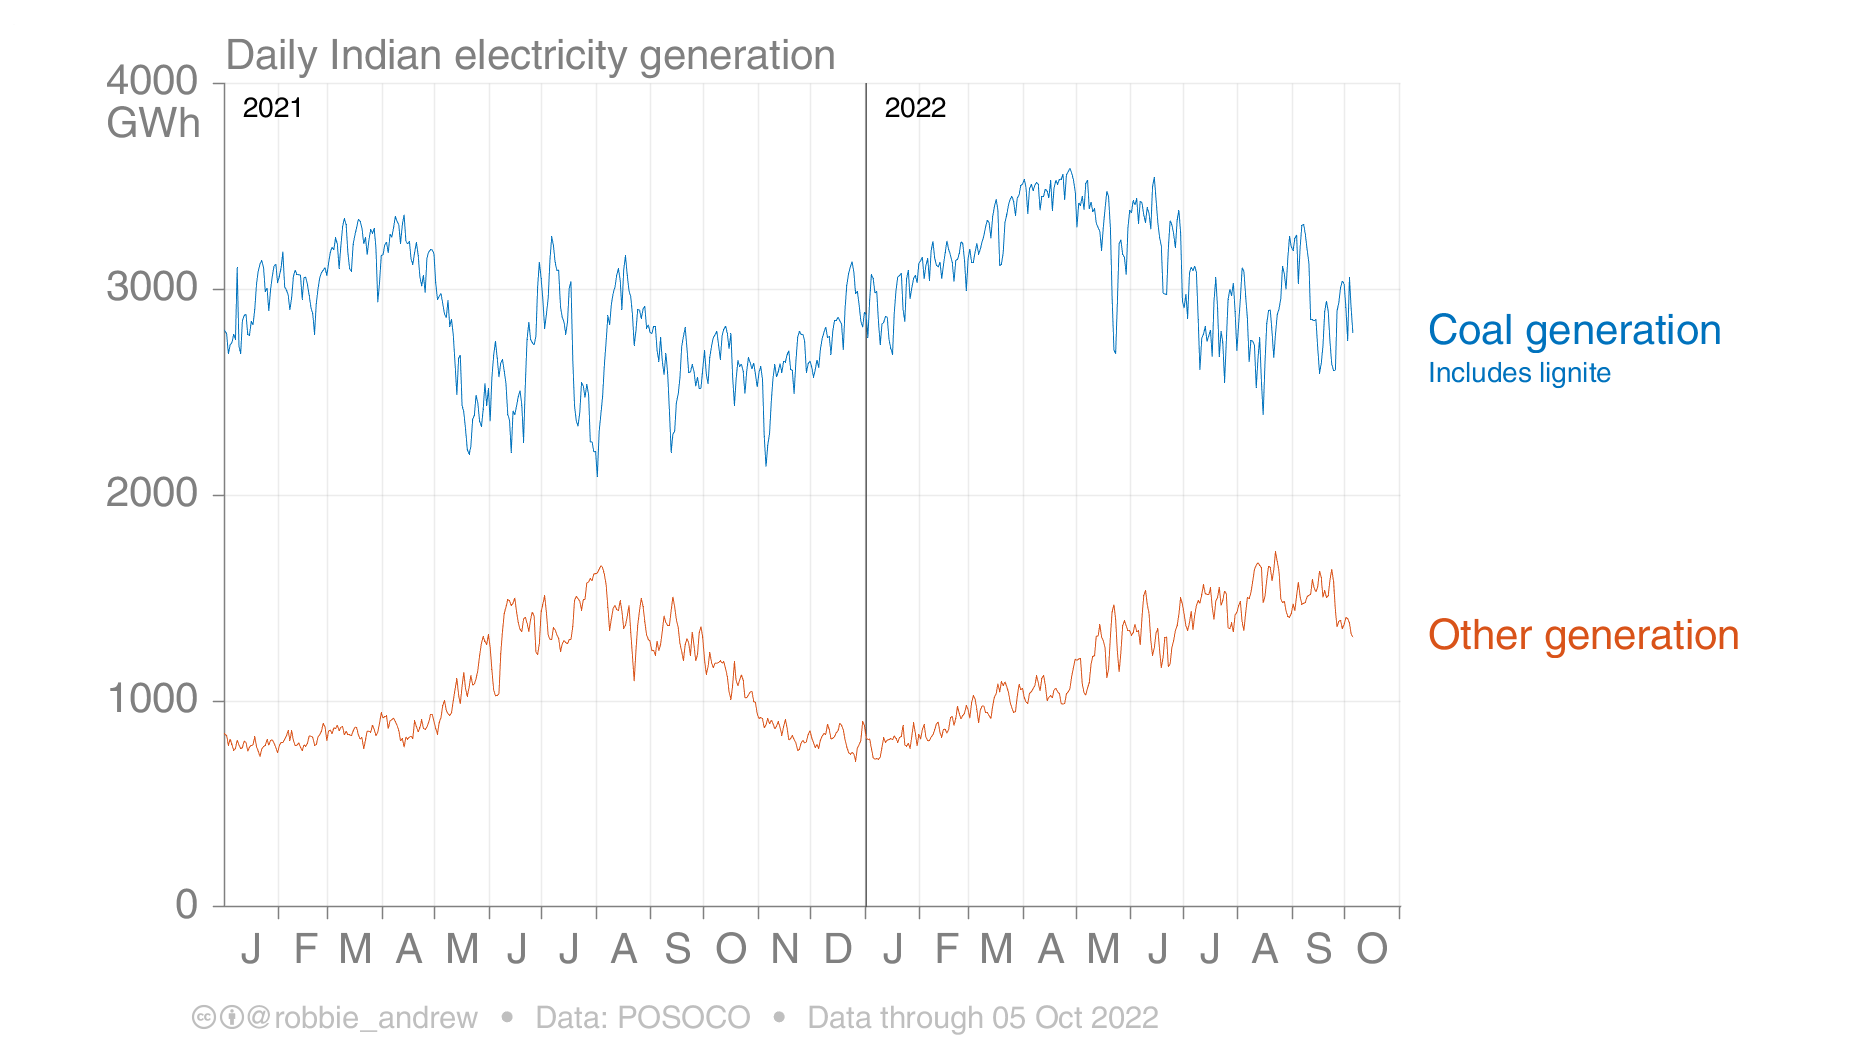 Daily Indian electricity generation
4000
GWh
2021
2022
3000
Coal generation
Includes lignite
2000
Other generation
1000
0
J F M A M J J A S O N D J F M A M J J A S O
cc @robbie_andrew • Data: POSOCO • Data through 05 Oct 2022